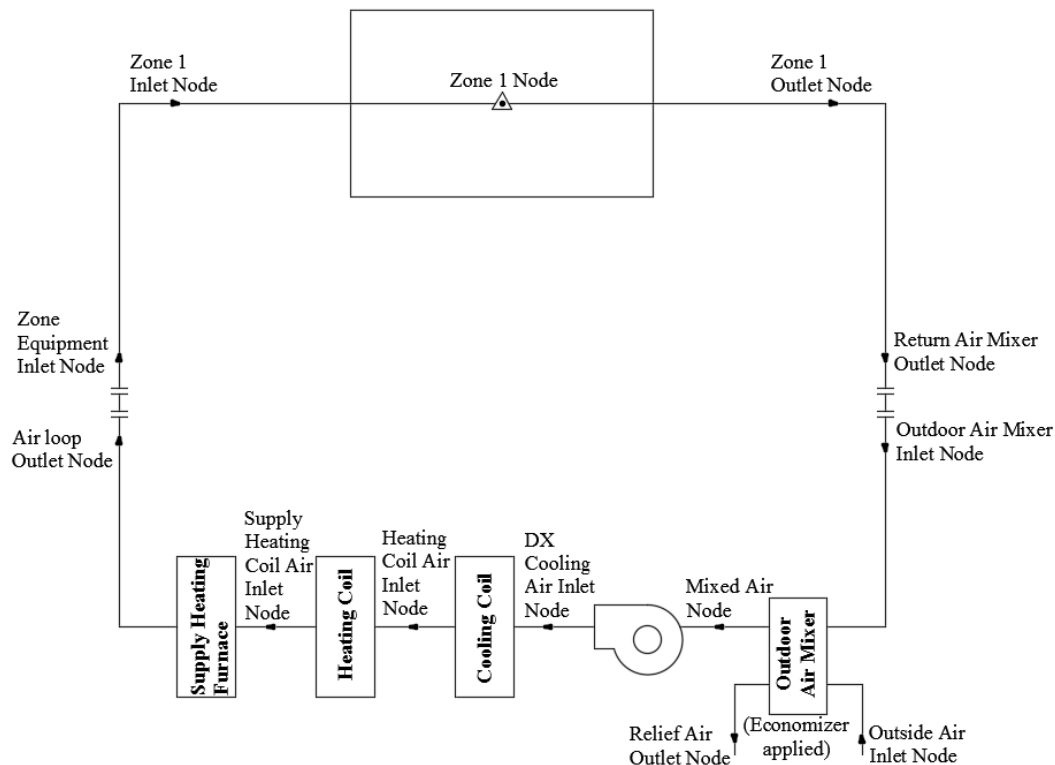 Zone 1
Inlet Node
Zone 1 Node
Zone 1
Outlet Node
Zone
Equipment
Inlet Node
Return Air Mixer
Outlet Node
Air loop
Outlet Node
Outdoor Air Mixer
Inlet Node
Supply
Heating
Coil Air
Inlet
Node
Heating
Coil Air
Inlet
Node
DX
Cooling
Air Inlet
Node
Mixed Air
Node
Supply Heating
Furnace
Heating Coil
Cooling Coil
Outdoor
Air Mixer
(Economizer
applied)
Relief Air
Outlet Node
Outside Air
Inlet Node